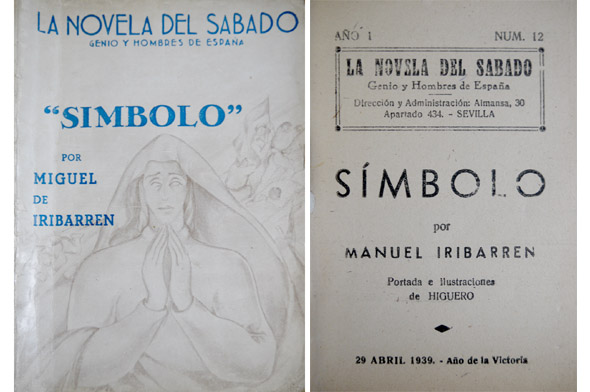 LA NOVELA DEL SABADO
GENIO Y HOMBRES DE ESPAÑA
"SIMBOLO"
POR
MIGUEL
DE
IRIBARREN
AÑO 1 NUM. 12
LA NOVELA DEL SABADO
Genio y Hombres de España
Dirección y Administración: Almansa, 30
Apartado 434. - SEVILLA
SÍMBOLO
por
MANUEL IRIBARREN
Portada e ilustraciones
de HIGUERO
29 ABRIL 1939. - Año de la Victoria